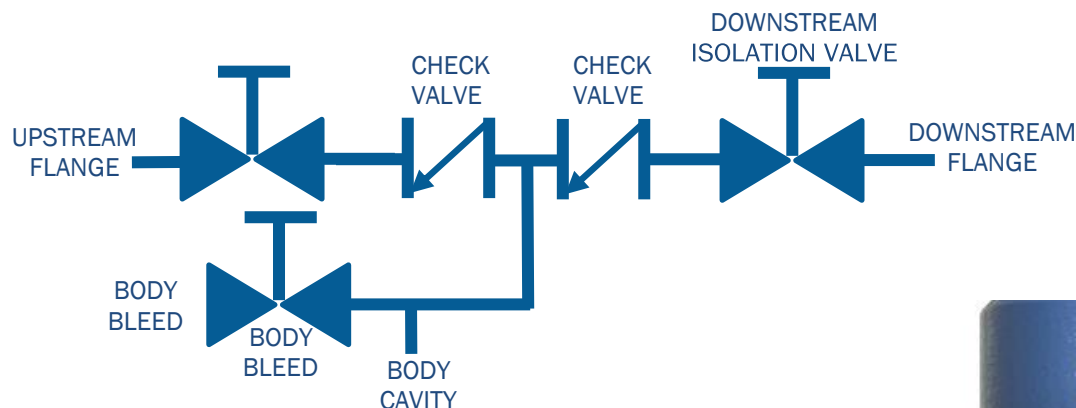 DOWNSTREAM
ISOLATION VALVE
CHECK
VALVE
CHECK
VALVE
UPSTREAM
FLANGE
DOWNSTREAM
FLANGE
BODY
BLEED
BODY
BLEED
BODY
CAVITY